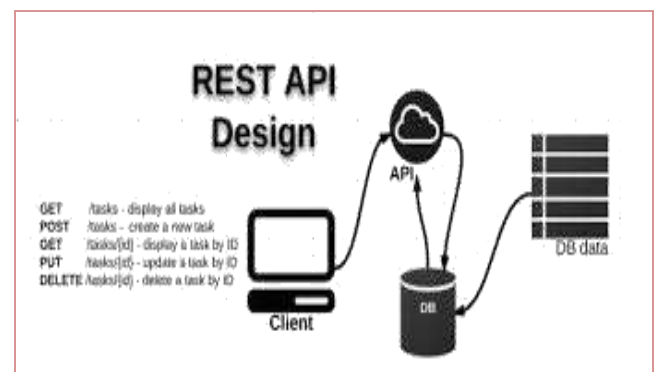 REST API
Design
API
GET /tasks - display all tasks
POST /tasks - create a new task
GET /tasks/{id} - display a task by ID
PUT /tasks/{id} - update a task by ID
DELETE /tasks/{id} - delete a task by ID
Client
DB
DB data